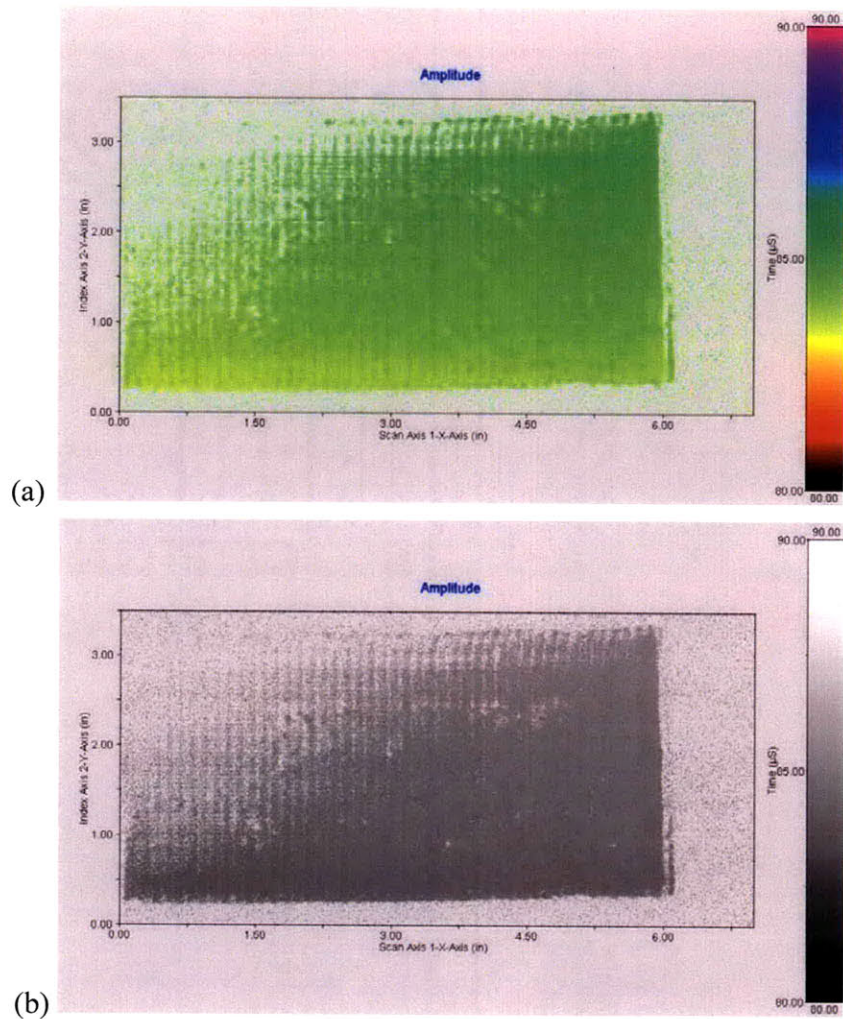 90.00
90.00
Amplitude
3.00
2.00
1.00
0.00
Index Axis 2-Y-Axis (in)
85.00
Time (µS)
0.00
1.50
3.00
4.50
6.00
Scan Axis 1-X-Axis (in)
80.00
80.00
(a)
90.00
90.00
Amplitude
3.00
2.00
1.00
0.00
Index Axis 2-Y-Axis (in)
85.00
Time (µS)
0.00
1.50
3.00
4.50
6.00
Scan Axis 1-X-Axis (in)
80.00
80.00
(b)